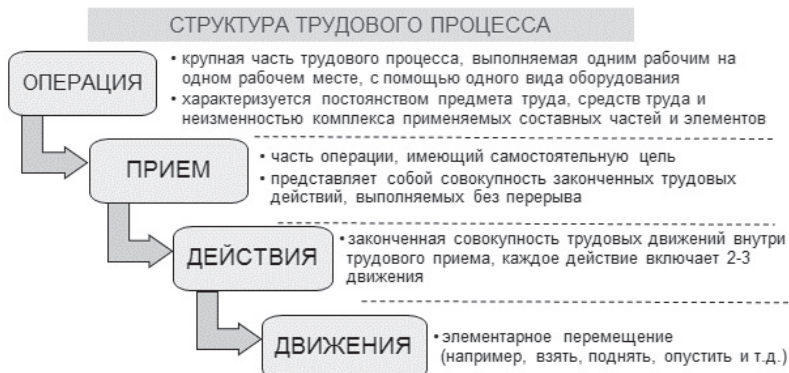 СТРУКТУРА ТРУДОВОГО ПРОЦЕССА
ОПЕРАЦИЯ
• крупная часть трудового процесса, выполняемая одним рабочим на
одном рабочем месте, с помощью одного вида оборудования
• характеризуется постоянством предмета труда, средств труда и
неизменностью комплекса применяемых составных частей и элементов
ПРИЕМ
• часть операции, имеющий самостоятельную цель
• представляет собой совокупность законченных трудовых
действий, выполняемых без перерыва
ДЕЙСТВИЯ
•законченная совокупность трудовых движений внутри
трудового приема, каждое действие включает 2-3
движения
ДВИЖЕНИЯ
•элементарное перемещение
(например, взять, поднять, опустить и т.д.)